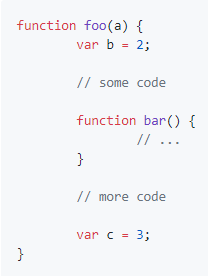 function foo(a) {
        var b = 2;

        // some code

        function bar() {
                // ...
        }

        // more code

        var c = 3;
}